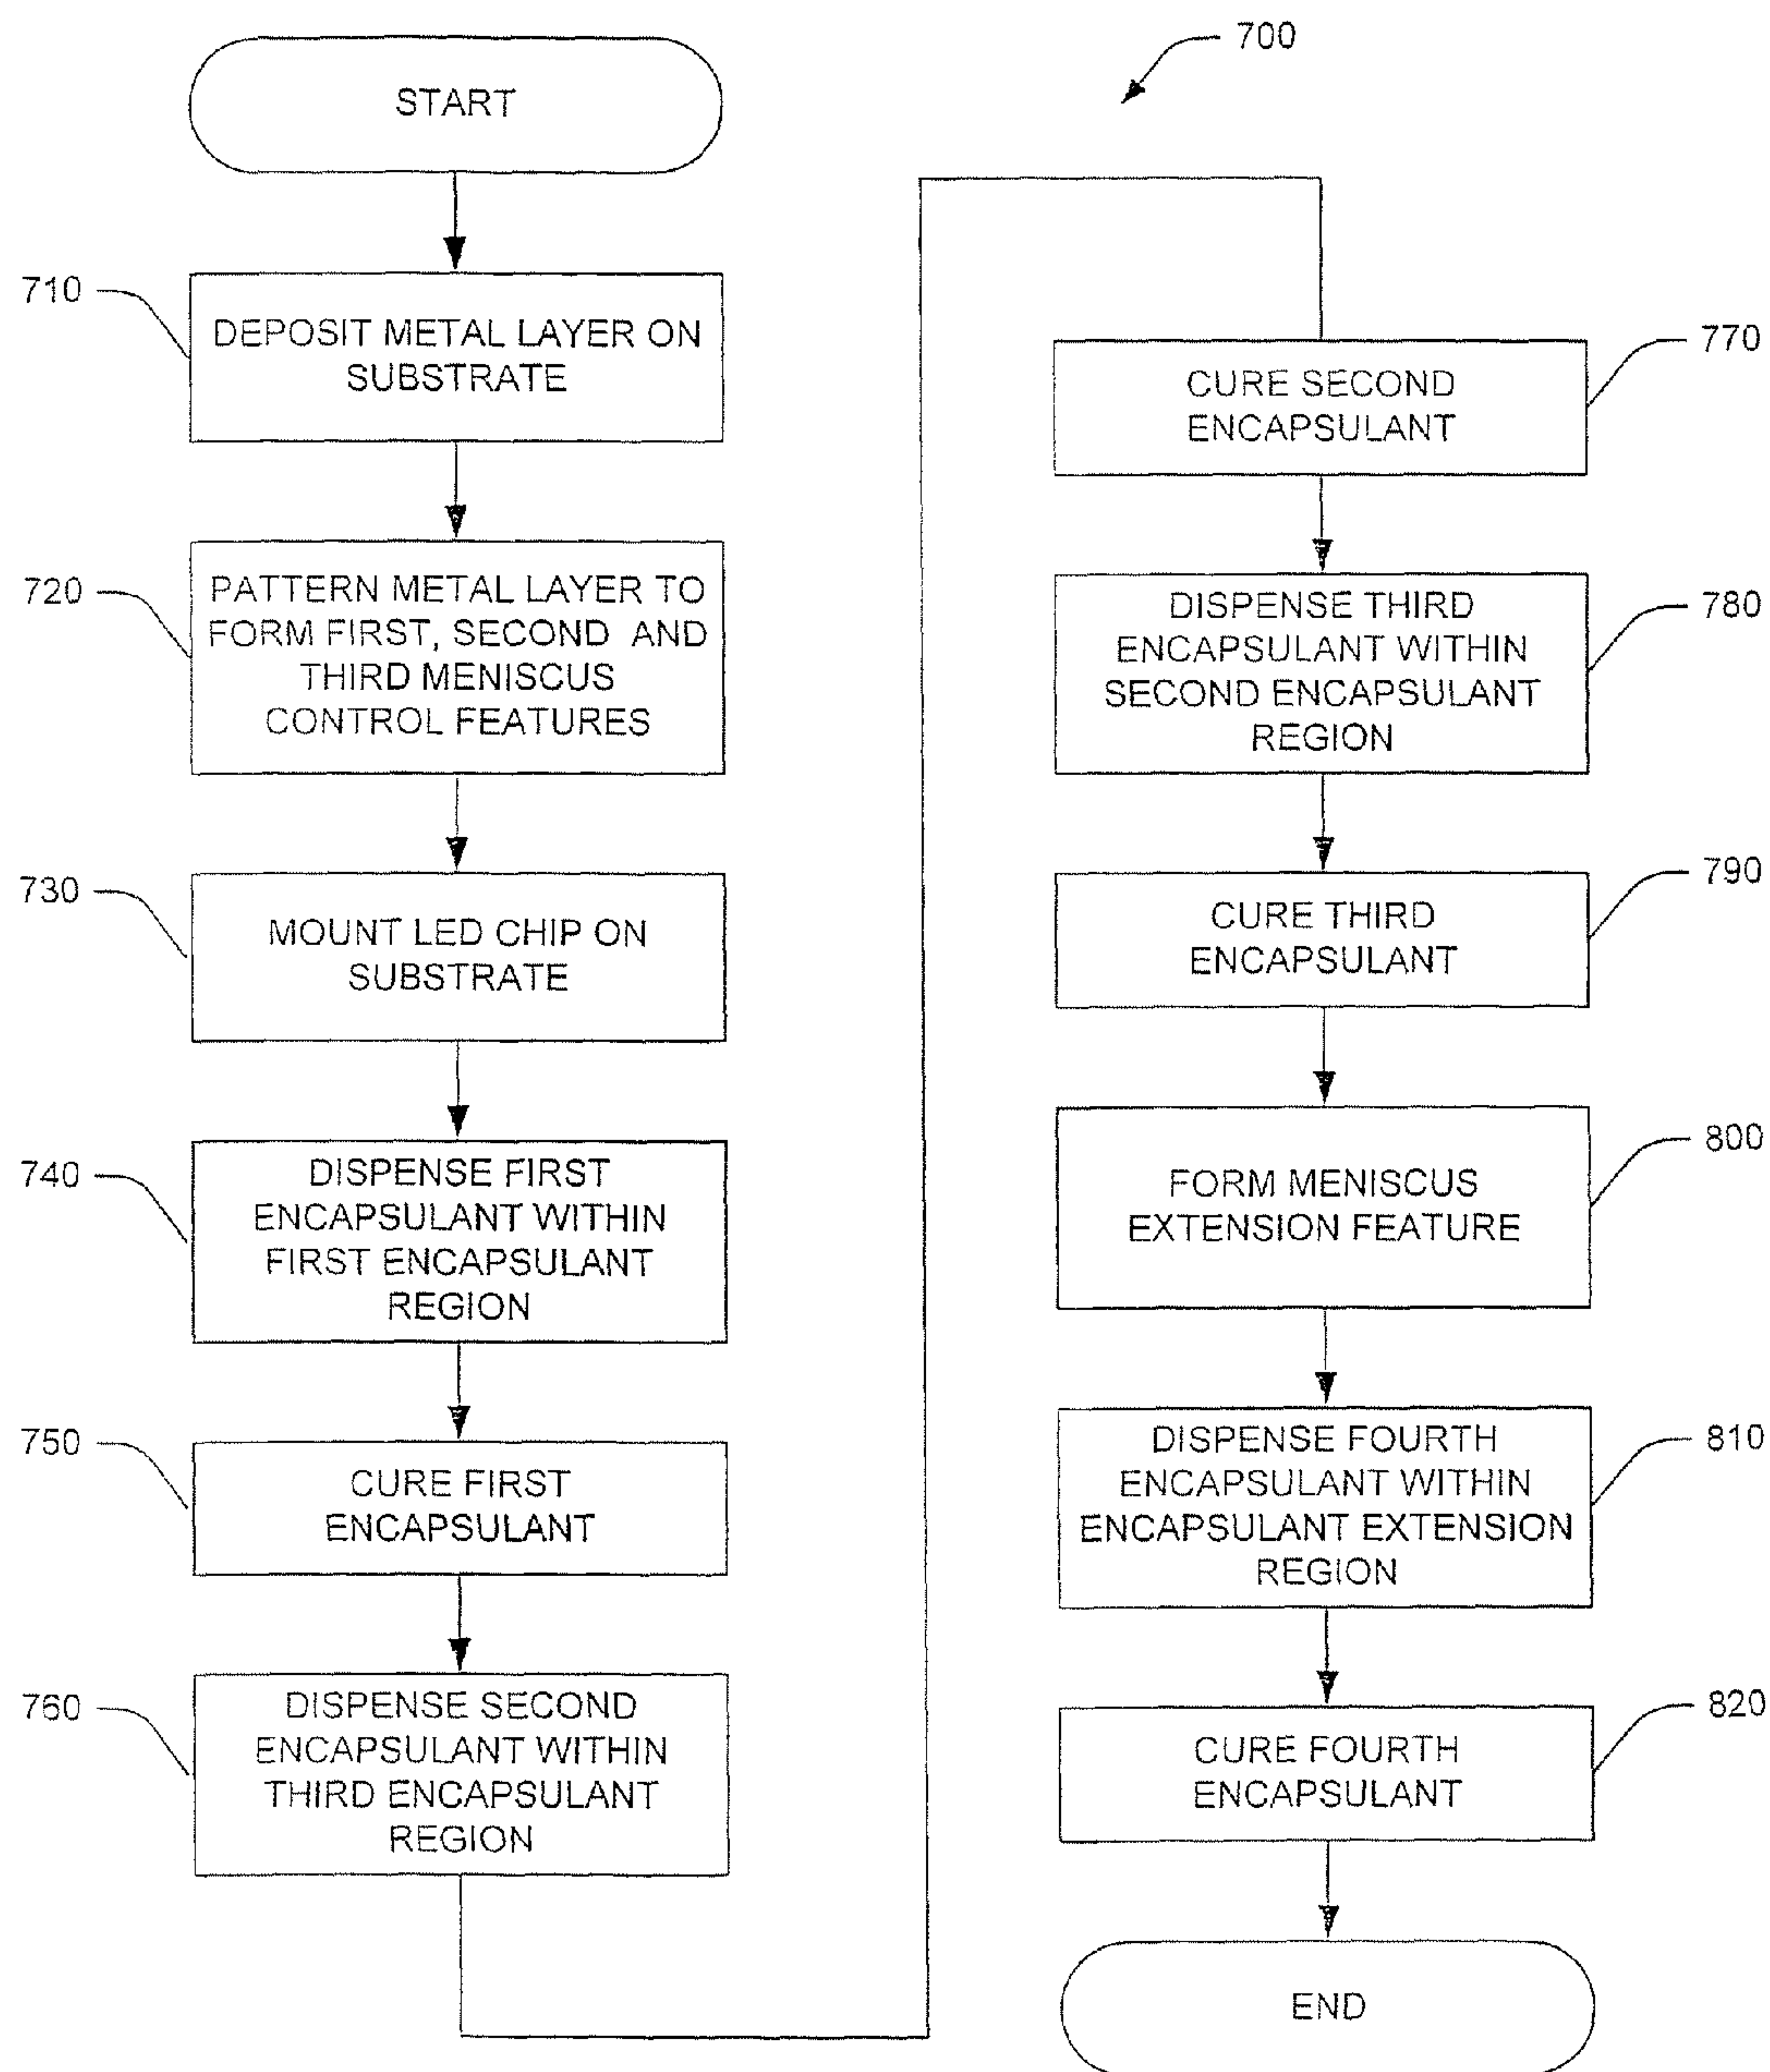 700
START
710
DEPOSIT METAL LAYER ON
SUBSTRATE
720
PATTERN METAL LAYER TO
FORM FIRST, SECOND AND
THIRD MENISCUS
CONTROL FEATURES
730
MOUNT LED CHIP ON
SUBSTRATE
740
DISPENSE FIRST
ENCAPSULANT WITHIN
FIRST ENCAPSULANT
REGION
750
CURE FIRST
ENCAPSULANT
760
DISPENSE SECOND
ENCAPSULANT WITHIN
THIRD ENCAPSULANT
REGION
770
CURE SECOND
ENCAPSULANT
780
DISPENSE THIRD
ENCAPSULANT WITHIN
SECOND ENCAPSULANT
REGION
790
CURE THIRD
ENCAPSULANT
800
FORM MENISCUS
EXTENSION FEATURE
810
DISPENSE FOURTH
ENCAPSULANT WITHIN
ENCAPSULANT EXTENSION
REGION
820
CURE FOURTH
ENCAPSULANT
END